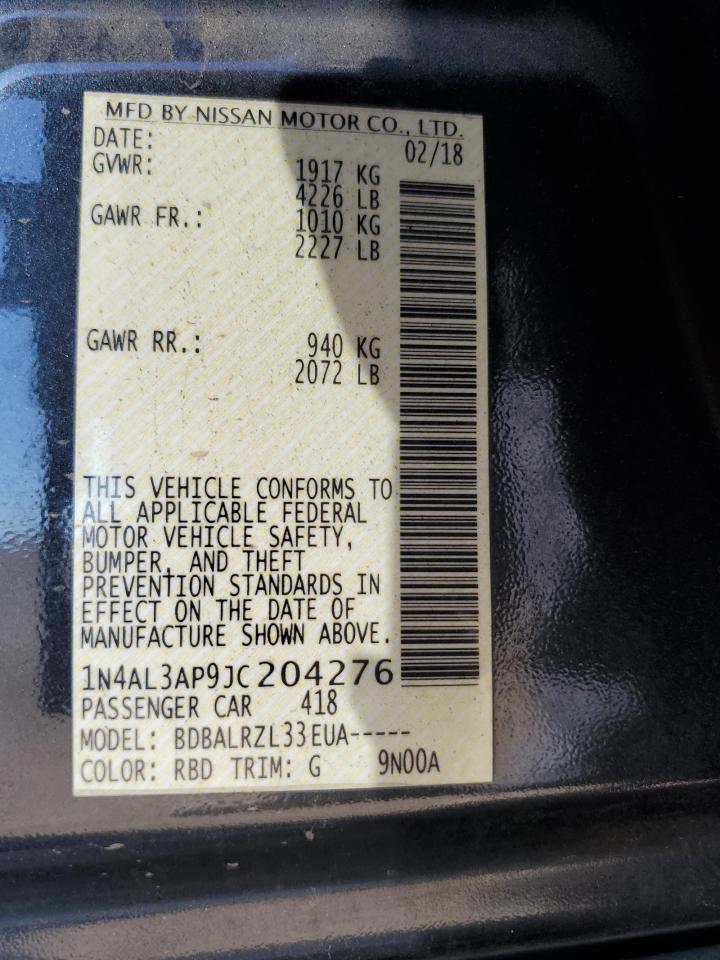 MFD BY NISSAN MOTOR CO., LTD.
DATE: 02/18
GVWR: 1917 KG
4226 LB
GAWR FR.: 1010 KG
2227 LB
GAWR RR.: 940 KG
2072 LB
THIS VEHICLE CONFORMS TO
ALL APPLICABLE FEDERAL
MOTOR VEHICLE SAFETY,
BUMPER, AND THEFT
PREVENTION STANDARDS IN
EFFECT ON THE DATE OF
MANUFACTURE SHOWN ABOVE.
1N4AL3AP9JC204276
PASSENGER CAR 418
MODEL: BDBALRZL33EUA-----
COLOR: RBD TRIM: G 9N00A